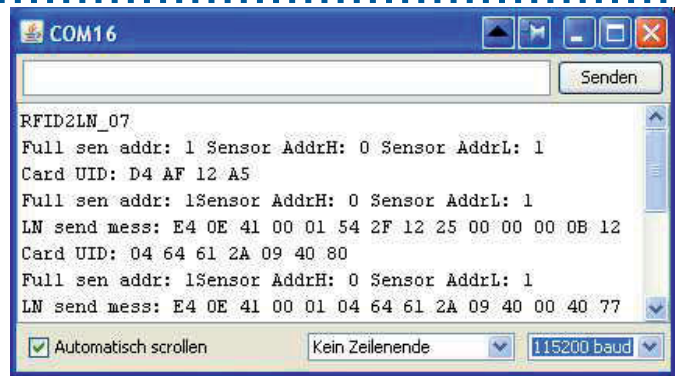 COM16
Senden
RFID2LN_07
Full sen addr: 1 Sensor AddrH: 0 Sensor AddrL: 1
Card UID: D4 AF 12 A5
Full sen addr: 1Sensor AddrH: 0 Sensor AddrL: 1
LN send mess: E4 0E 41 00 01 54 2F 12 25 00 00 00 0B 12
Card UID: 04 64 61 2A 09 40 80
Full sen addr: 1Sensor AddrH: 0 Sensor AddrL: 1
LN send mess: E4 0E 41 00 01 04 64 61 2A 09 40 00 40 77
Automatisch scrollen Kein Zeilenende 115200 baud